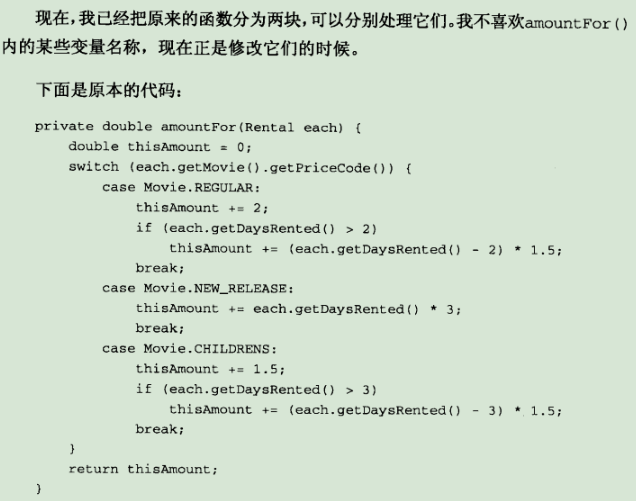 现在,我已经把原来的函数分为两块,可以分别处理它们。我不喜欢amountFor()
内的某些变量名称，现在正是修改它们的时候。
下面是原本的代码：
private double amountFor(Rental each) {
    double thisAmount = 0;
    switch (each.getMovie().getPriceCode()) {
        case Movie.REGULAR:
            thisAmount += 2;
            if (each.getDaysRented() > 2)
                thisAmount += (each.getDaysRented() - 2) * 1.5;
            break;
        case Movie.NEW_RELEASE:
            thisAmount += each.getDaysRented() * 3;
            break;
        case Movie.CHILDRENS:
            thisAmount += 1.5;
            if (each.getDaysRented() > 3)
                thisAmount += (each.getDaysRented() - 3) * 1.5;
            break;
    }
    return thisAmount;
}